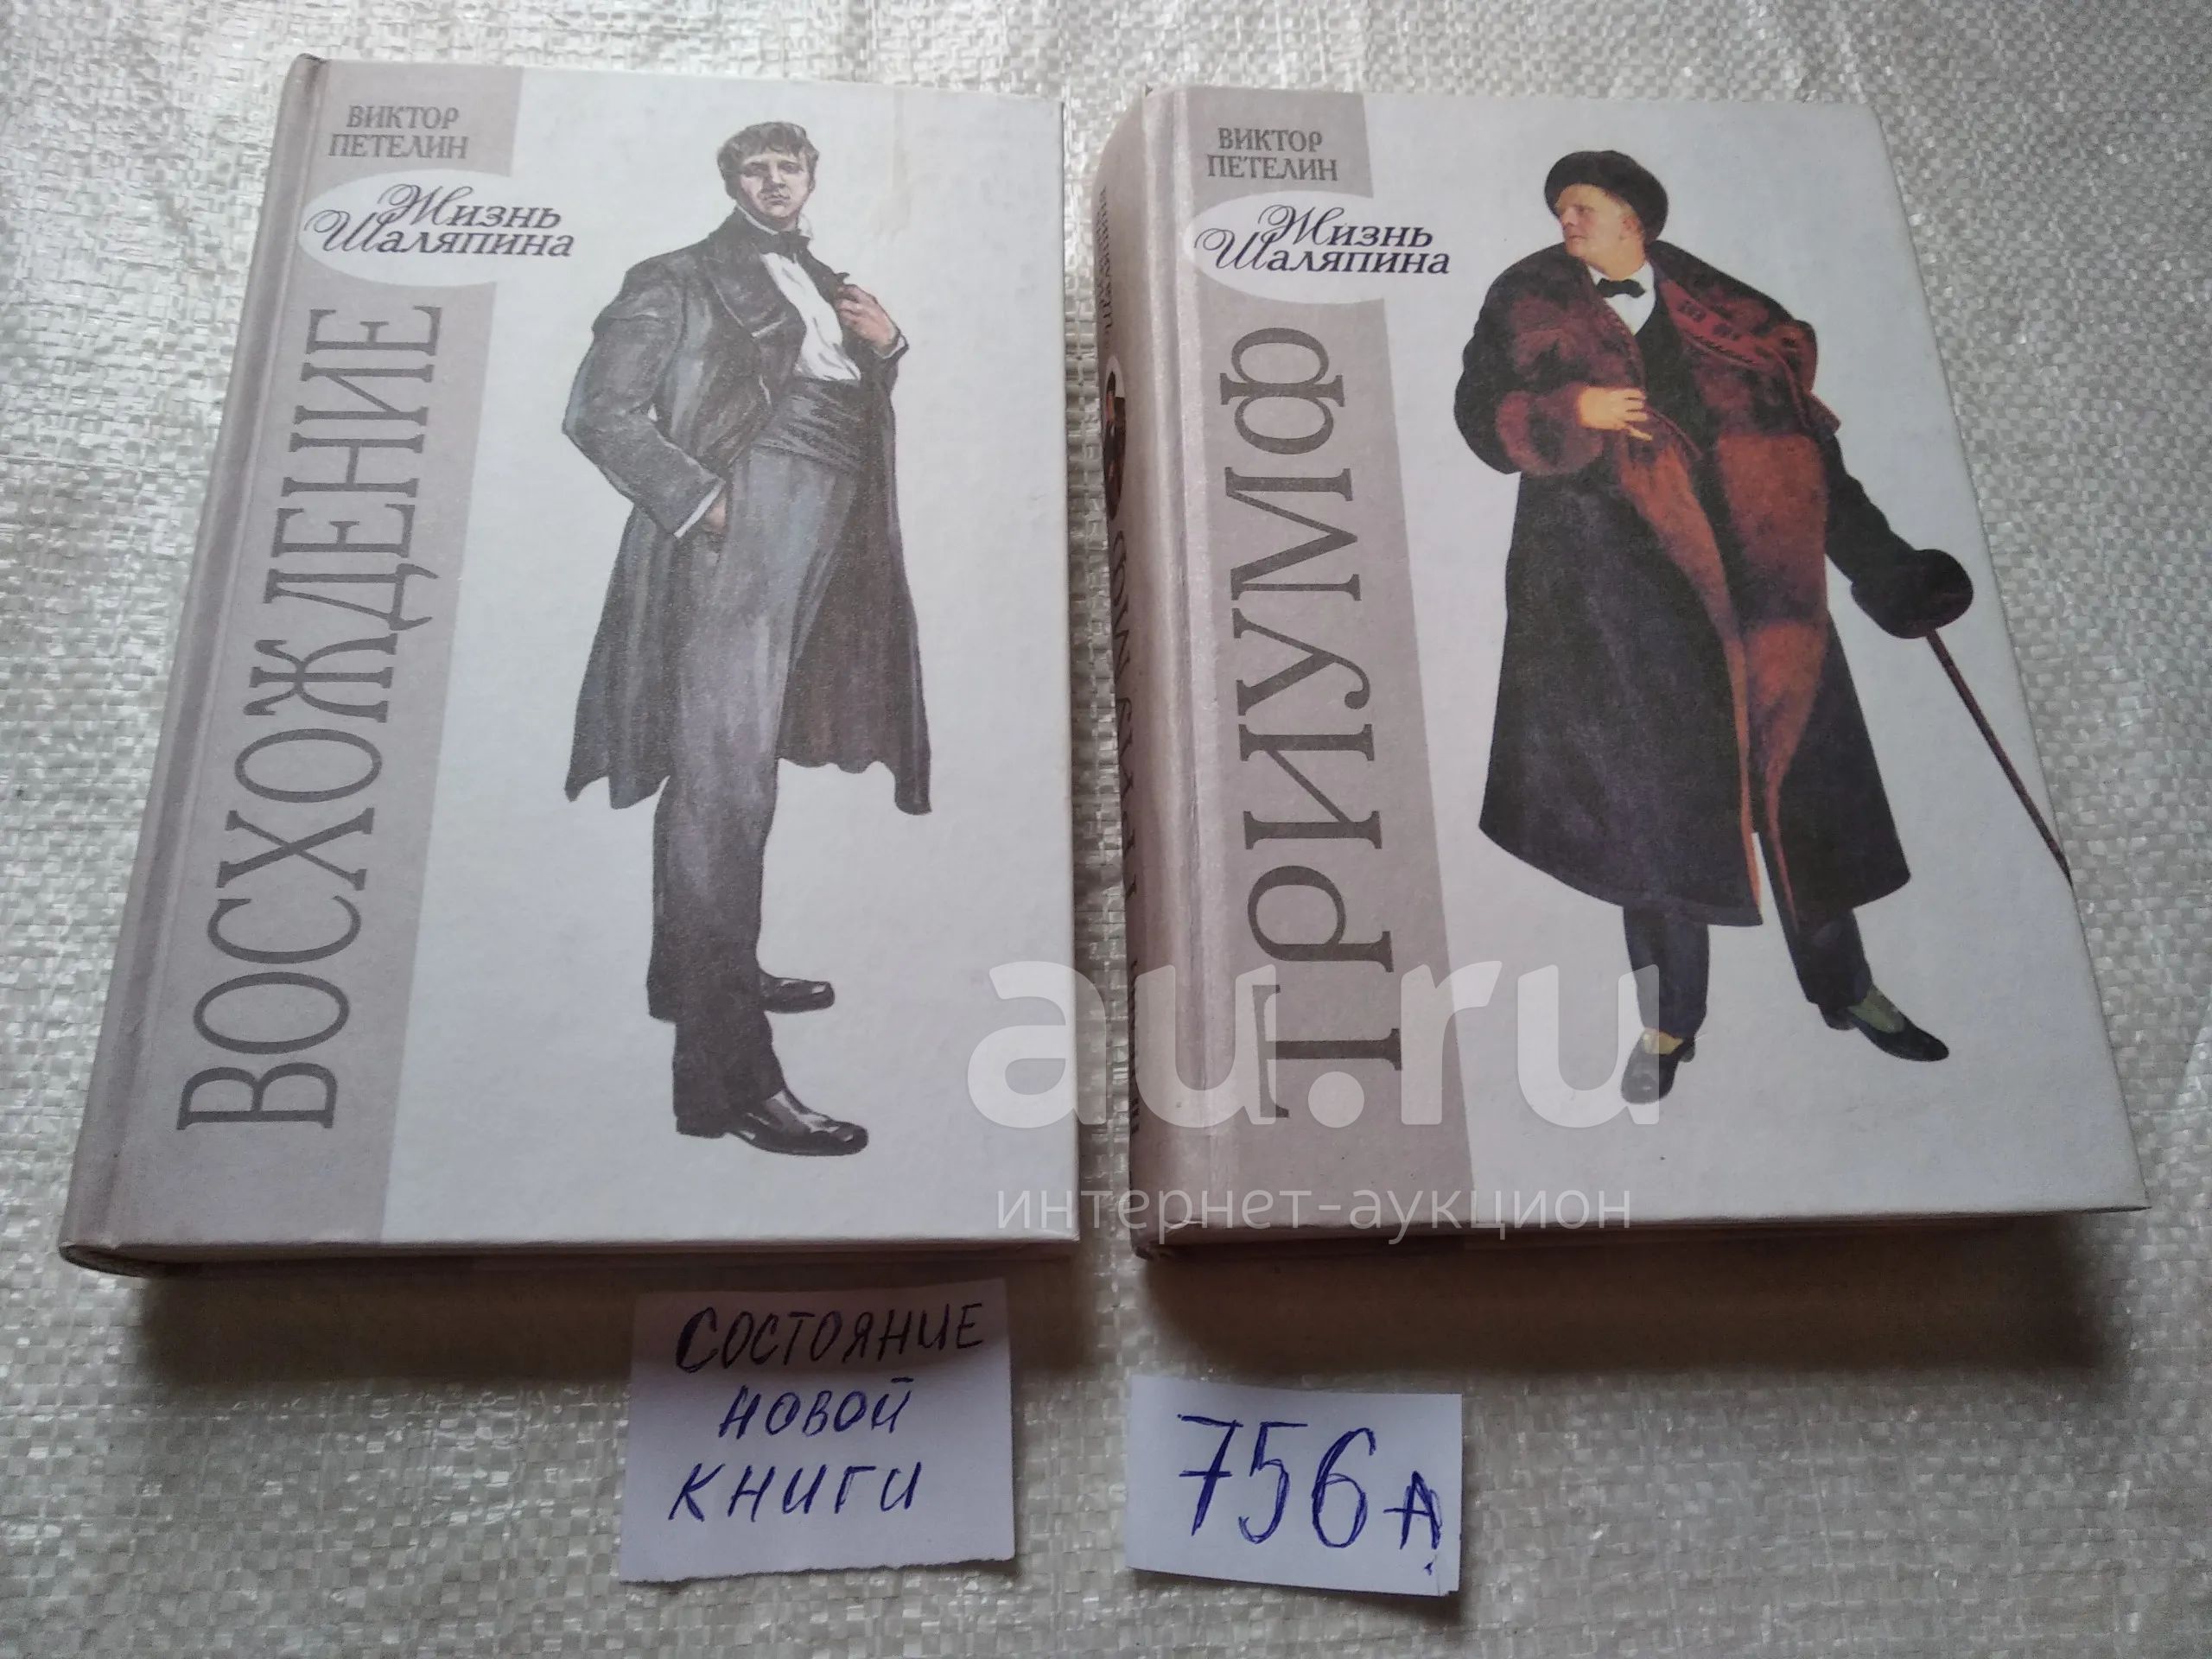 ВИКТОР
ПЕТЕЛИН
Жизнь
Шаляпина
ВОСХОЖДЕНИЕ
ВИКТОР
ПЕТЕЛИН
Жизнь
Шаляпина
ТРИУМФ
au.ru
интернет-аукцион
СОСТОЯНИЕ
НОВОЙ
КНИГИ
756А